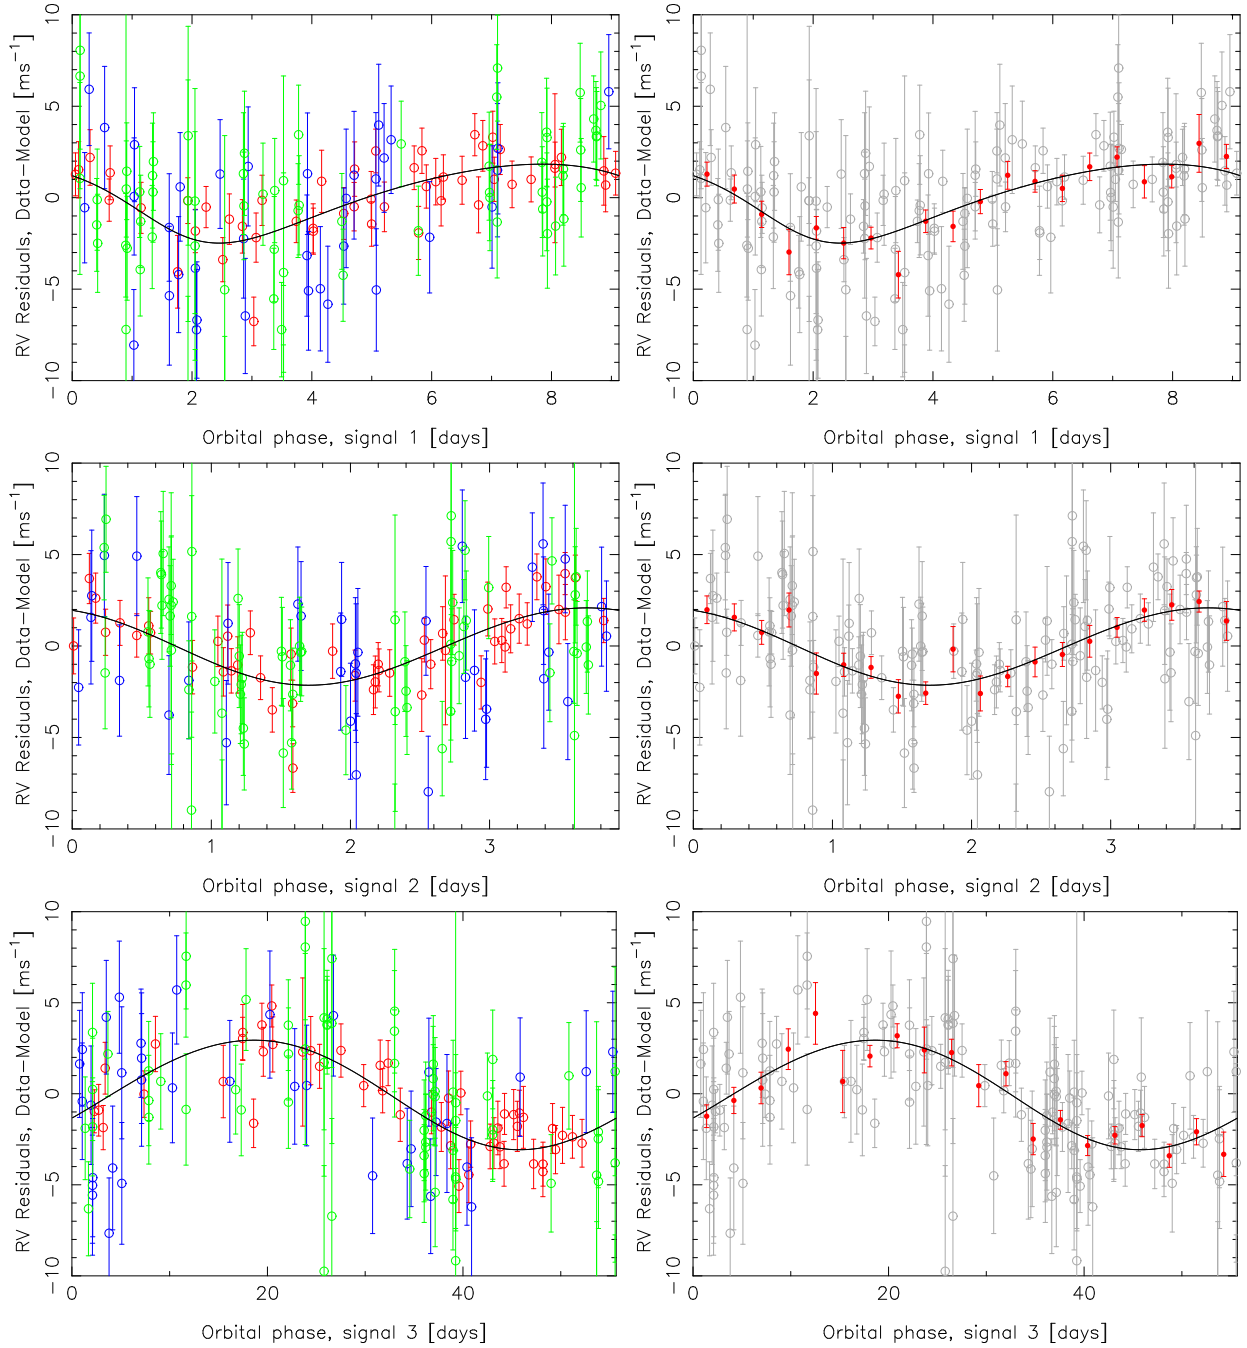 RV Residuals, Data−Model [ms⁻¹]
−10 −5 0 5 10
0 2 4 6 8
Orbital phase, signal 1 [days]
RV Residuals, Data−Model [ms⁻¹]
−10 −5 0 5 10
0 2 4 6 8
Orbital phase, signal 1 [days]
RV Residuals, Data−Model [ms⁻¹]
−10 −5 0 5 10
0 1 2 3
Orbital phase, signal 2 [days]
RV Residuals, Data−Model [ms⁻¹]
−10 −5 0 5 10
0 1 2 3
Orbital phase, signal 2 [days]
RV Residuals, Data−Model [ms⁻¹]
−10 −5 0 5 10
0 20 40
Orbital phase, signal 3 [days]
RV Residuals, Data−Model [ms⁻¹]
−10 −5 0 5 10
0 20 40
Orbital phase, signal 3 [days]